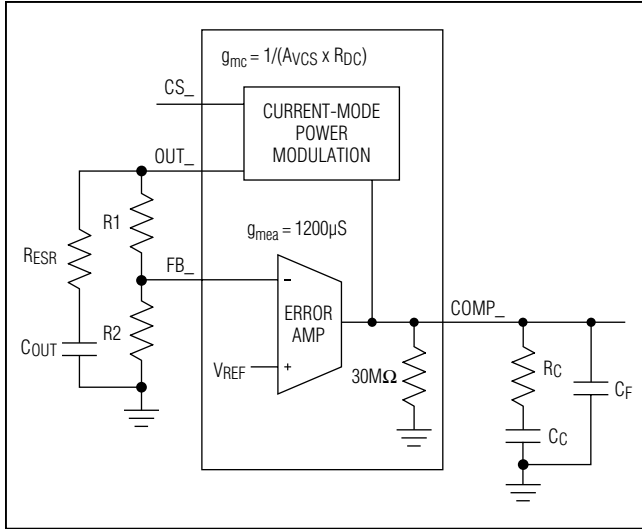 gmc = 1/(AVCS x RDC)
CS_
CURRENT-MODE
POWER
MODULATION
OUT_
R1
gmea = 1200µS
RESR
FB_
R2
COUT
ERROR
AMP
VREF
COMP_
30MΩ
RC
CF
CC
-
+